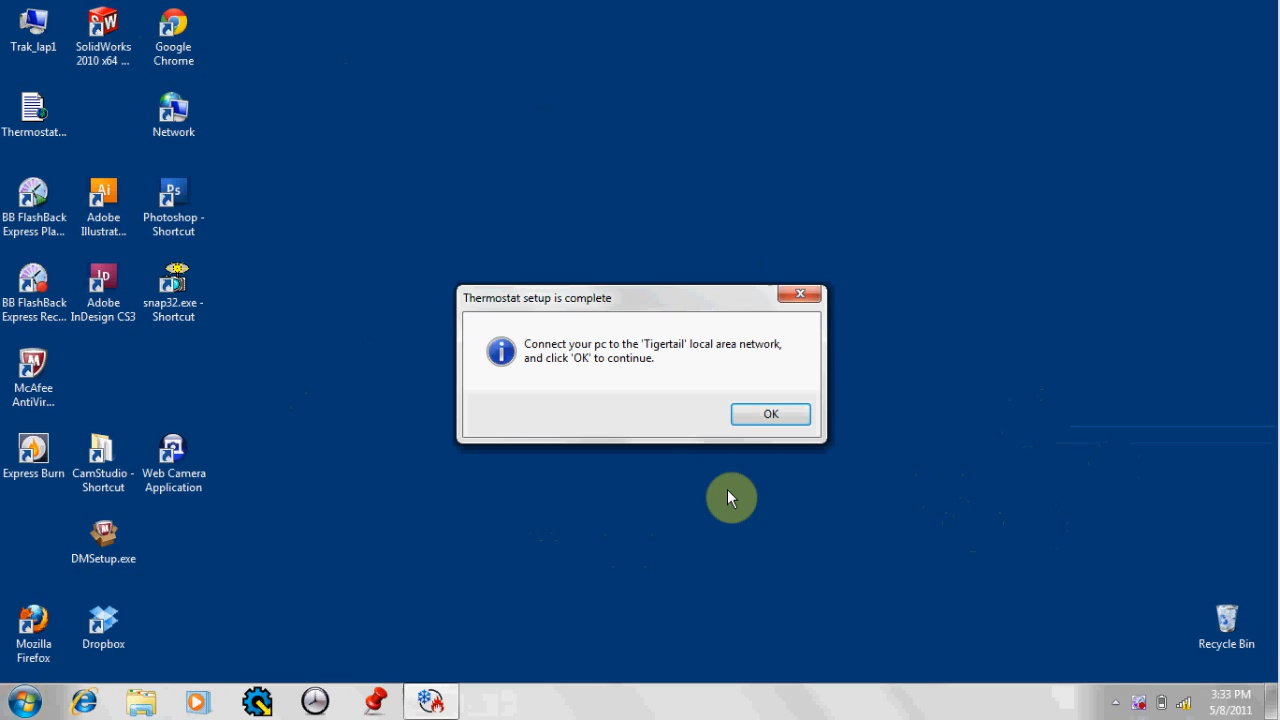 Trak_lap1
SolidWorks
2010 x64 ...
Google
Chrome
Thermostat...
Network
BB FlashBack
Express Pla...
Adobe
Illustrat...
Photoshop -
Shortcut
BB FlashBack
Express Rec...
Adobe
InDesign CS3
snap32.exe -
Shortcut
McAfee
AntiVir...
Express Burn
CamStudio -
Shortcut
Web Camera
Application
DMSetup.exe
Mozilla
Firefox
Dropbox
Thermostat setup is complete
Connect your pc to the 'Tigertail' local area network,
and click 'OK' to continue.
OK
Recycle Bin
3:33 PM
5/8/2011